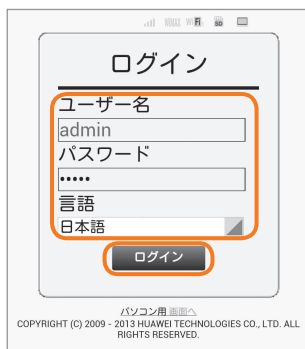 WiFi
SD
ログイン
ユーザー名
admin
パスワード
•••••
言語
日本語
ログイン
パソコン用 画面へ
COPYRIGHT (C) 2009 - 2013 HUAWEI TECHNOLOGIES CO., LTD. ALL
RIGHTS RESERVED.